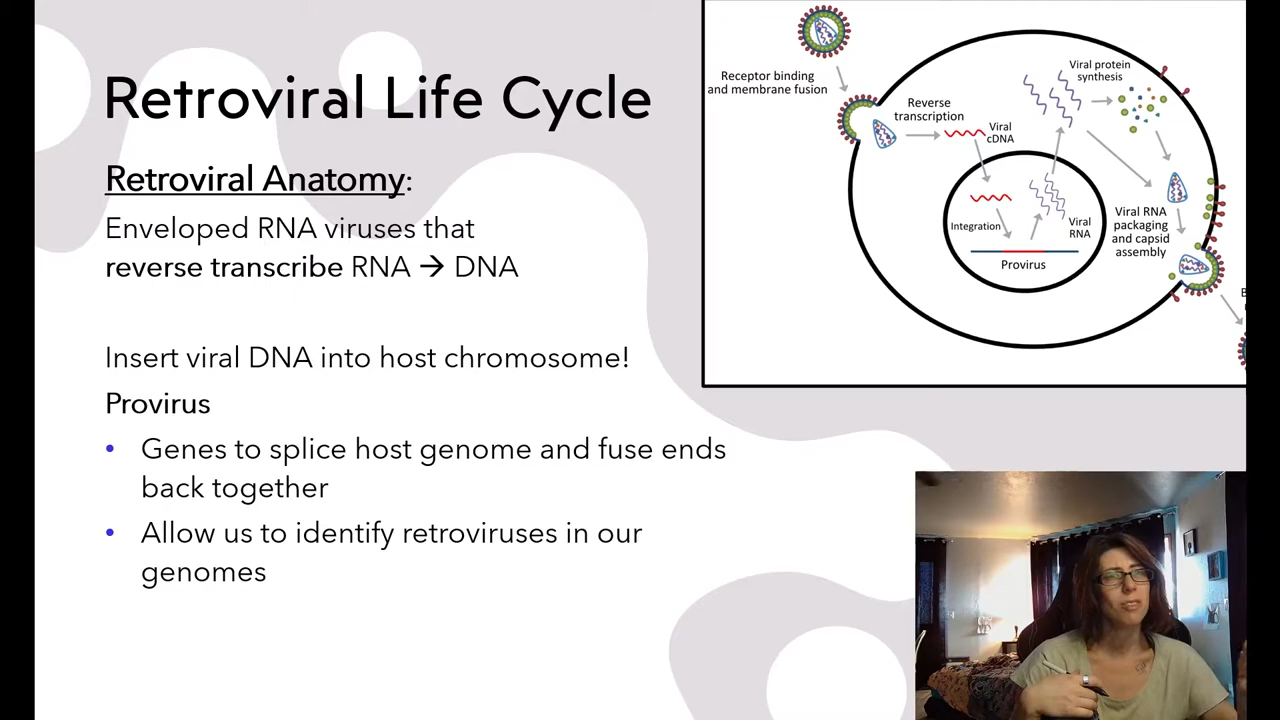 Retroviral Life Cycle
Retroviral Anatomy:
Enveloped RNA viruses that
reverse transcribe RNA → DNA
Insert viral DNA into host chromosome!
Provirus
• Genes to splice host genome and fuse ends
back together
• Allow us to identify retroviruses in our
genomes
Receptor binding
and membrane fusion
Reverse
transcription
Viral
cDNA
Viral protein
synthesis
Integration
Viral
RNA
Provirus
Viral RNA
packaging
and capsid
assembly